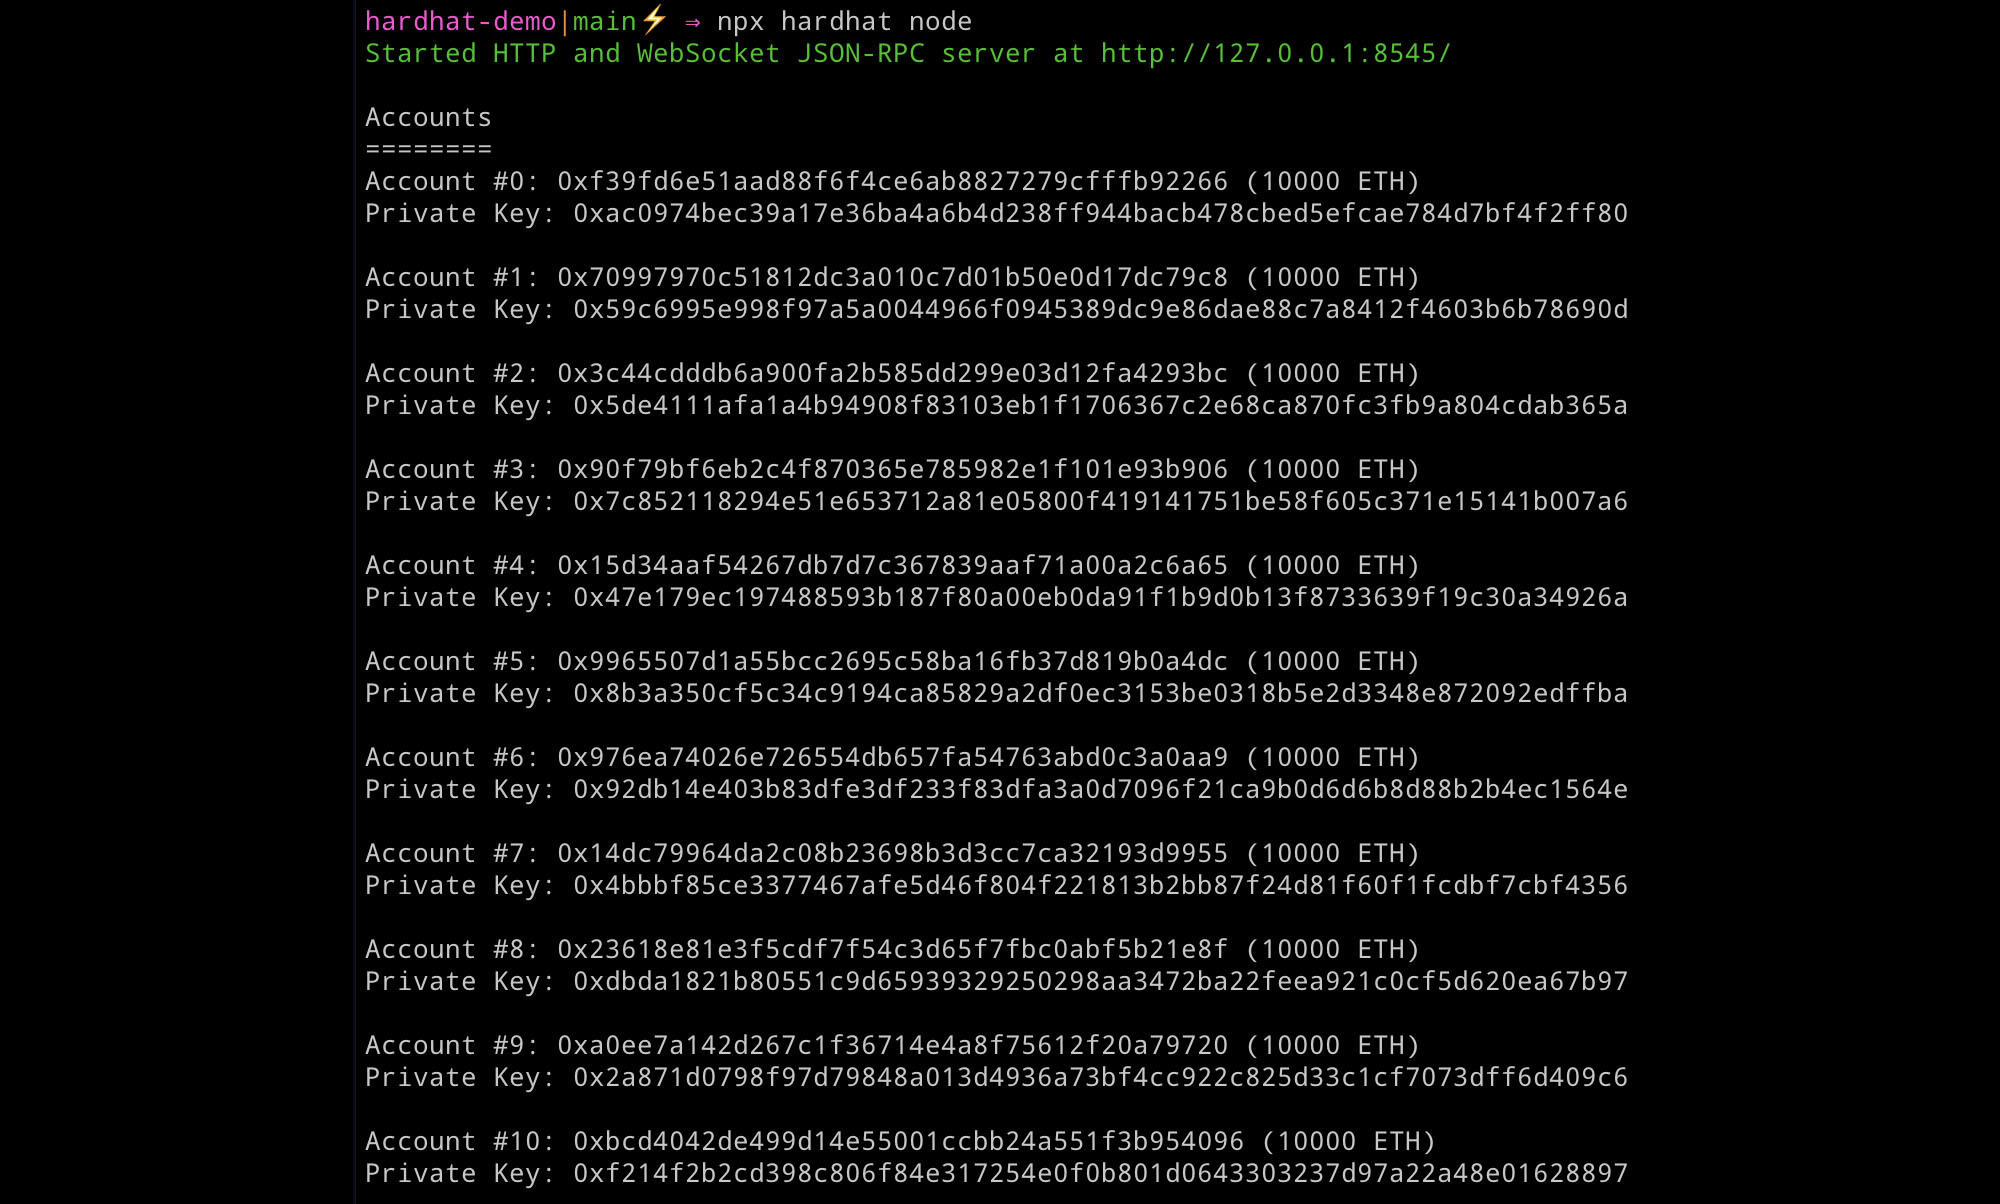 hardhat-demo|main⚡ ⇒ npx hardhat node
Started HTTP and WebSocket JSON-RPC server at http://127.0.0.1:8545/
Accounts
========
Account #0: 0xf39fd6e51aad88f6f4ce6ab8827279cfffb92266 (10000 ETH)
Private Key: 0xac0974bec39a17e36ba4a6b4d238ff944bacb478cbed5efcae784d7bf4f2ff80
Account #1: 0x70997970c51812dc3a010c7d01b50e0d17dc79c8 (10000 ETH)
Private Key: 0x59c6995e998f97a5a0044966f0945389dc9e86dae88c7a8412f4603b6b78690d
Account #2: 0x3c44cdddb6a900fa2b585dd299e03d12fa4293bc (10000 ETH)
Private Key: 0x5de4111afa1a4b94908f83103eb1f1706367c2e68ca870fc3fb9a804cdab365a
Account #3: 0x90f79bf6eb2c4f870365e785982e1f101e93b906 (10000 ETH)
Private Key: 0x7c852118294e51e653712a81e05800f419141751be58f605c371e15141b007a6
Account #4: 0x15d34aaf54267db7d7c367839aaf71a00a2c6a65 (10000 ETH)
Private Key: 0x47e179ec197488593b187f80a00eb0da91f1b9d0b13f8733639f19c30a34926a
Account #5: 0x9965507d1a55bcc2695c58ba16fb37d819b0a4dc (10000 ETH)
Private Key: 0x8b3a350cf5c34c9194ca85829a2df0ec3153be0318b5e2d3348e872092edffba
Account #6: 0x976ea74026e726554db657fa54763abd0c3a0aa9 (10000 ETH)
Private Key: 0x92db14e403b83dfe3df233f83dfa3a0d7096f21ca9b0d6d6b8d88b2b4ec1564e
Account #7: 0x14dc79964da2c08b23698b3d3cc7ca32193d9955 (10000 ETH)
Private Key: 0x4bbbf85ce3377467afe5d46f804f221813b2bb87f24d81f60f1fcdbf7cbf4356
Account #8: 0x23618e81e3f5cdf7f54c3d65f7fbc0abf5b21e8f (10000 ETH)
Private Key: 0xdbda1821b80551c9d65939329250298aa3472ba22feea921c0cf5d620ea67b97
Account #9: 0xa0ee7a142d267c1f36714e4a8f75612f20a79720 (10000 ETH)
Private Key: 0x2a871d0798f97d79848a013d4936a73bf4cc922c825d33c1cf7073dff6d409c6
Account #10: 0xbcd4042de499d14e55001ccbb24a551f3b954096 (10000 ETH)
Private Key: 0xf214f2b2cd398c806f84e317254e0f0b801d0643303237d97a22a48e01628897